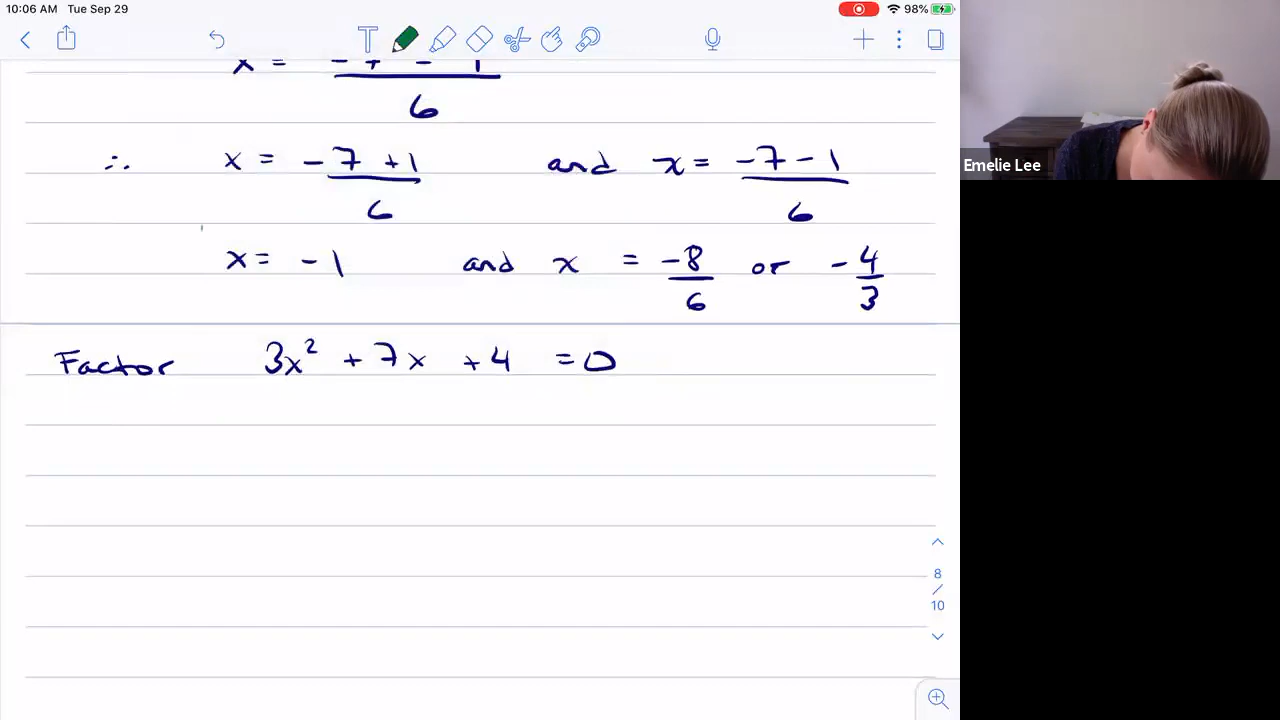 10:06 AM Tue Sep 29
98%
Emelie Lee
6
∴ x = -7 +1 / 6 and x = -7 - 1 / 6
x = -1 and x = -8/6 or -4/3
Factor 3x² + 7x + 4 = 0
8
/
10